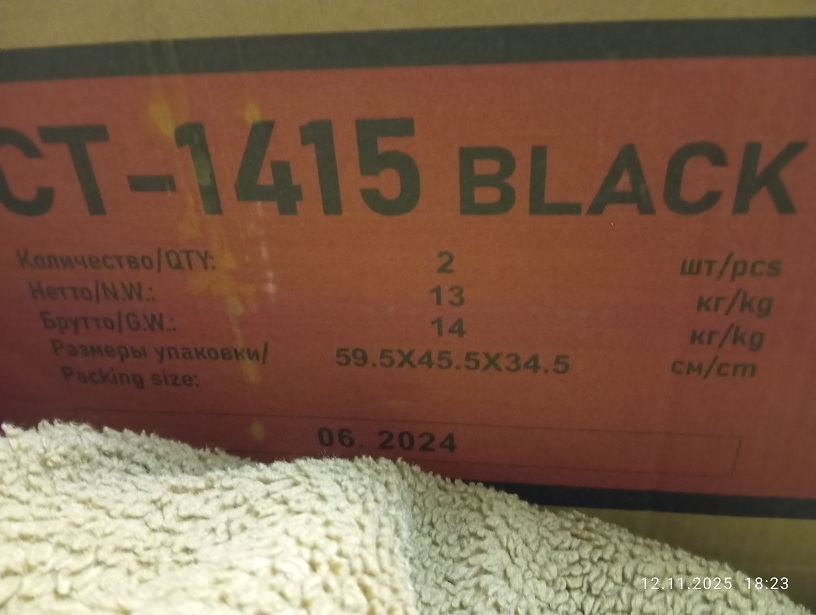 CT-1415 BLACK
Количество/QTY: 2 шт/pcs
Нетто/N.W.: 13 кг/kg
Брутто/G.W.: 14 кг/kg
Размеры упаковки/ 59.5X45.5X34.5 см/cm
Packing size:
06. 2024
12.11.2025 18:23